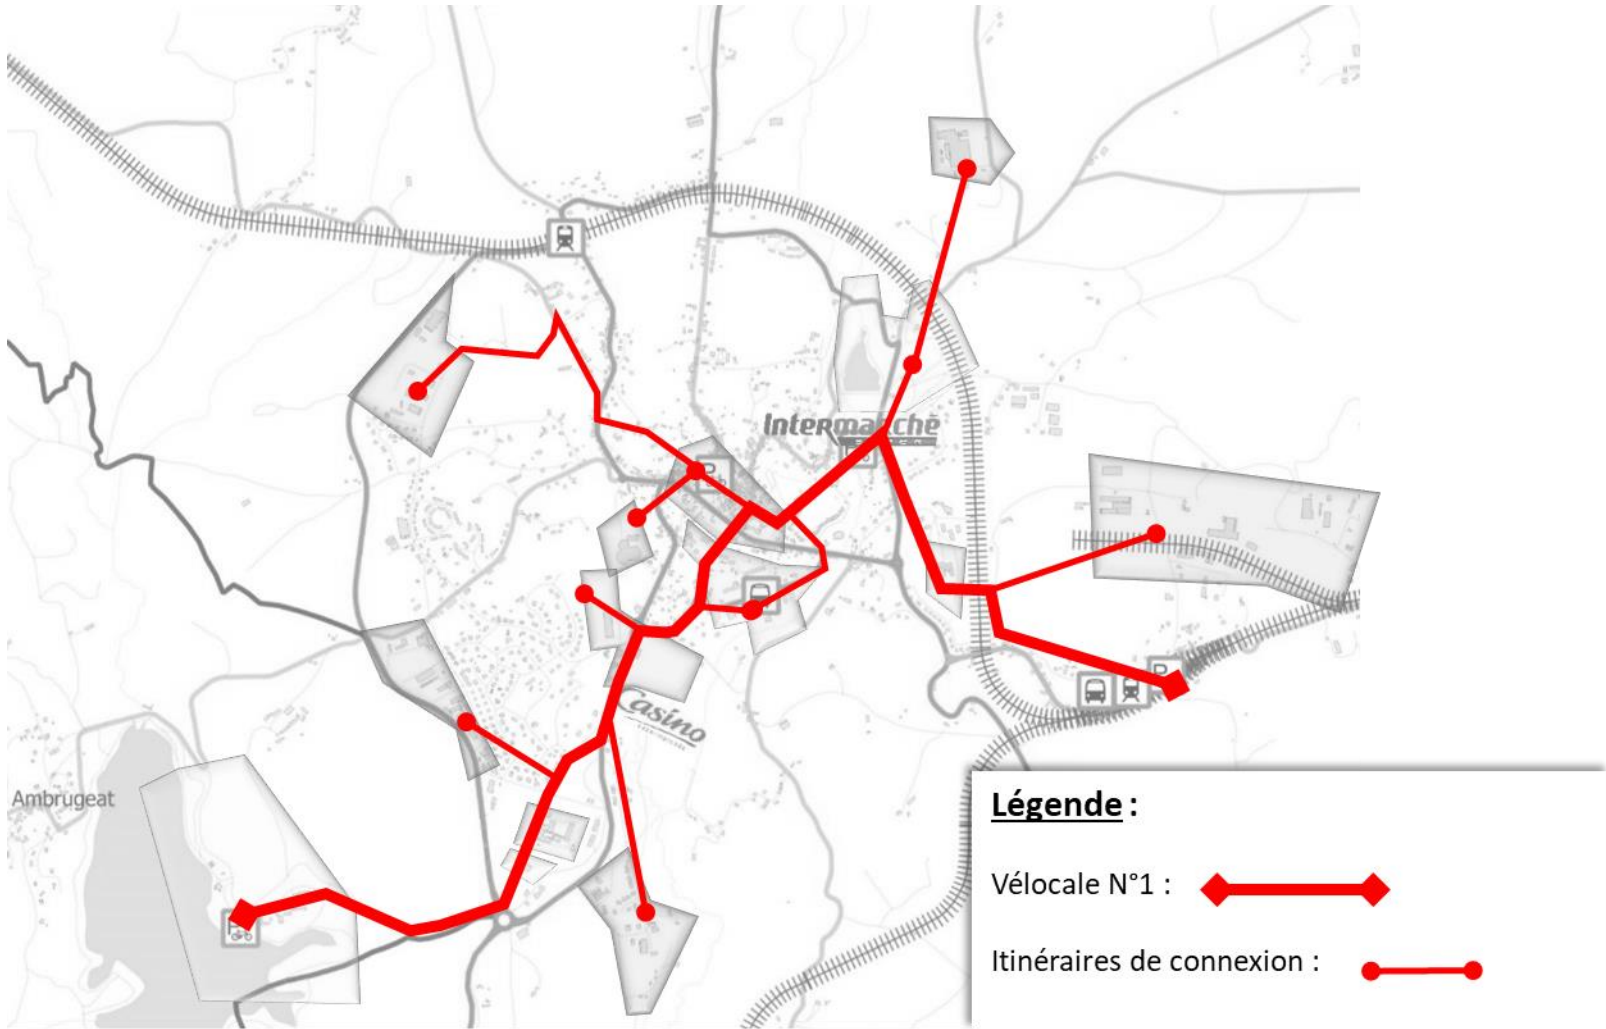 Intermarché
P
Casino
P
Ambrugeat
P
Légende :
Vélocale N°1 :
Itinéraires de connexion :